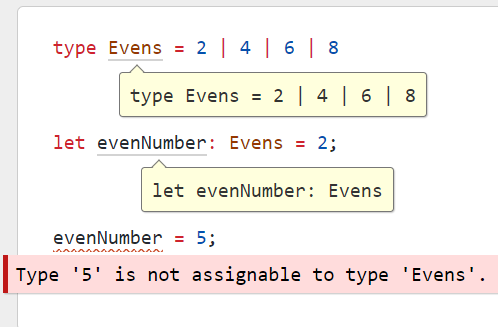 type Evens = 2 | 4 | 6 | 8
type Evens = 2 | 4 | 6 | 8
let evenNumber: Evens = 2;
let evenNumber: Evens
evenNumber = 5;
Type '5' is not assignable to type 'Evens'.